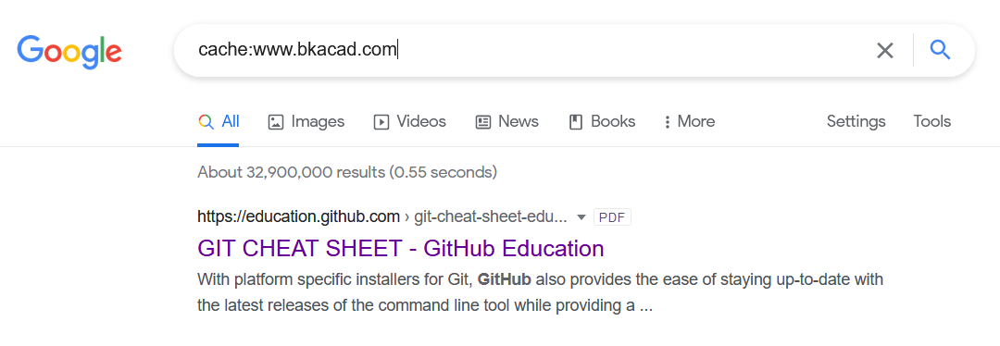 Google
cache:www.bkacad.com
All Images Videos News Books More Settings Tools
About 32,900,000 results (0.55 seconds)
https://education.github.com › git-cheat-sheet-edu... PDF
GIT CHEAT SHEET - GitHub Education
With platform specific installers for Git, GitHub also provides the ease of staying up-to-date with
the latest releases of the command line tool while providing a ...